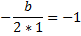 -b/(2*1) = -1